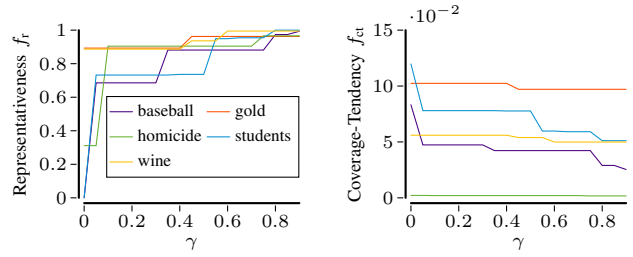 Representativeness f_r
1
0.8
0.6
0.4
0.2
0
baseball
gold
homicide
students
wine
0 0.2 0.4 0.6 0.8
γ
·10⁻²
Coverage-Tendency f_ct
15
10
5
0
0 0.2 0.4 0.6 0.8
γ